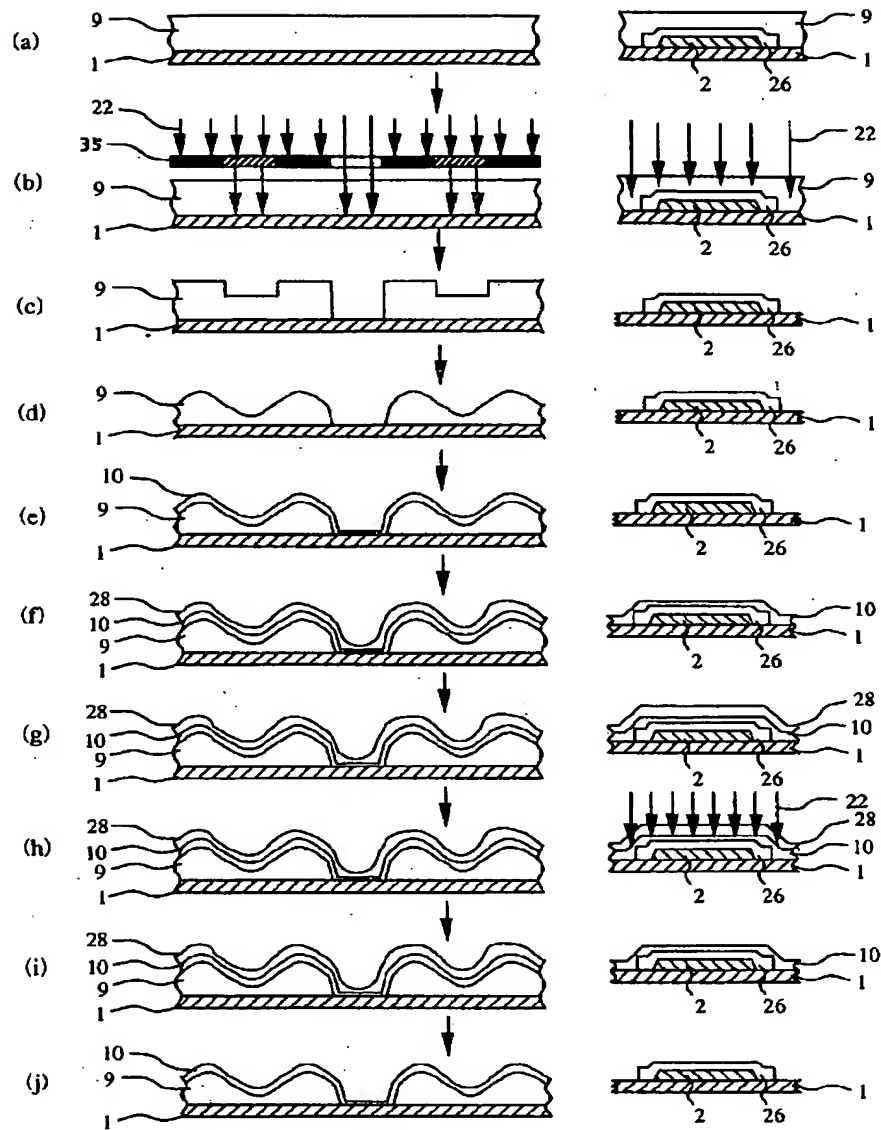 (a) 9 1 9 1 2 26
22 35 22
(b) 9 1 9 1 2 26
(c) 9 1 1 2 26
(d) 9 1 1 2 26
(e) 10 9 1 1 2 26
(f) 28 10 9 1 10 1 2 26
(g) 28 10 9 1 28 10 1 2 26
(h) 28 10 9 1 22 28 10 1 2 26
(i) 28 10 9 1 10 1 2 26
(j) 10 9 1 1 2 26